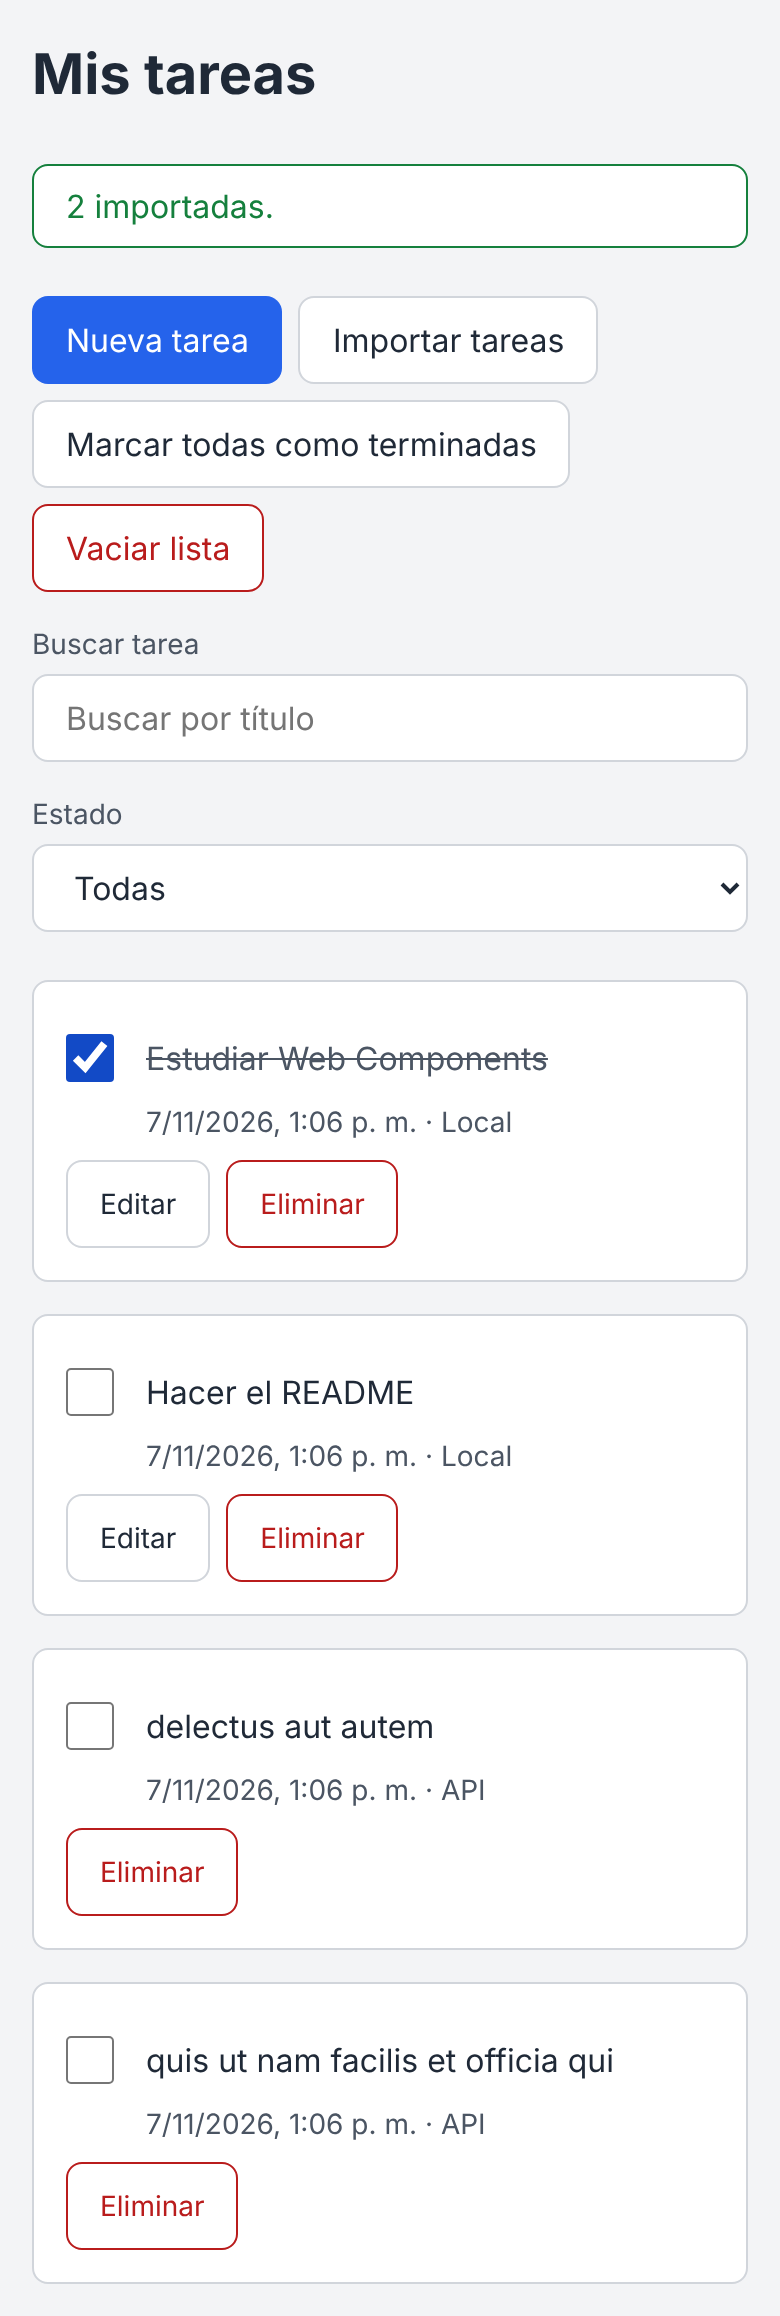 Mis tareas
2 importadas.
Nueva tarea
Importar tareas
Marcar todas como terminadas
Vaciar lista
Buscar tarea
Buscar por título
Estado
Todas
Estudiar Web Components
7/11/2026, 1:06 p. m. · Local
Editar
Eliminar
Hacer el README
7/11/2026, 1:06 p. m. · Local
Editar
Eliminar
delectus aut autem
7/11/2026, 1:06 p. m. · API
Eliminar
quis ut nam facilis et officia qui
7/11/2026, 1:06 p. m. · API
Eliminar